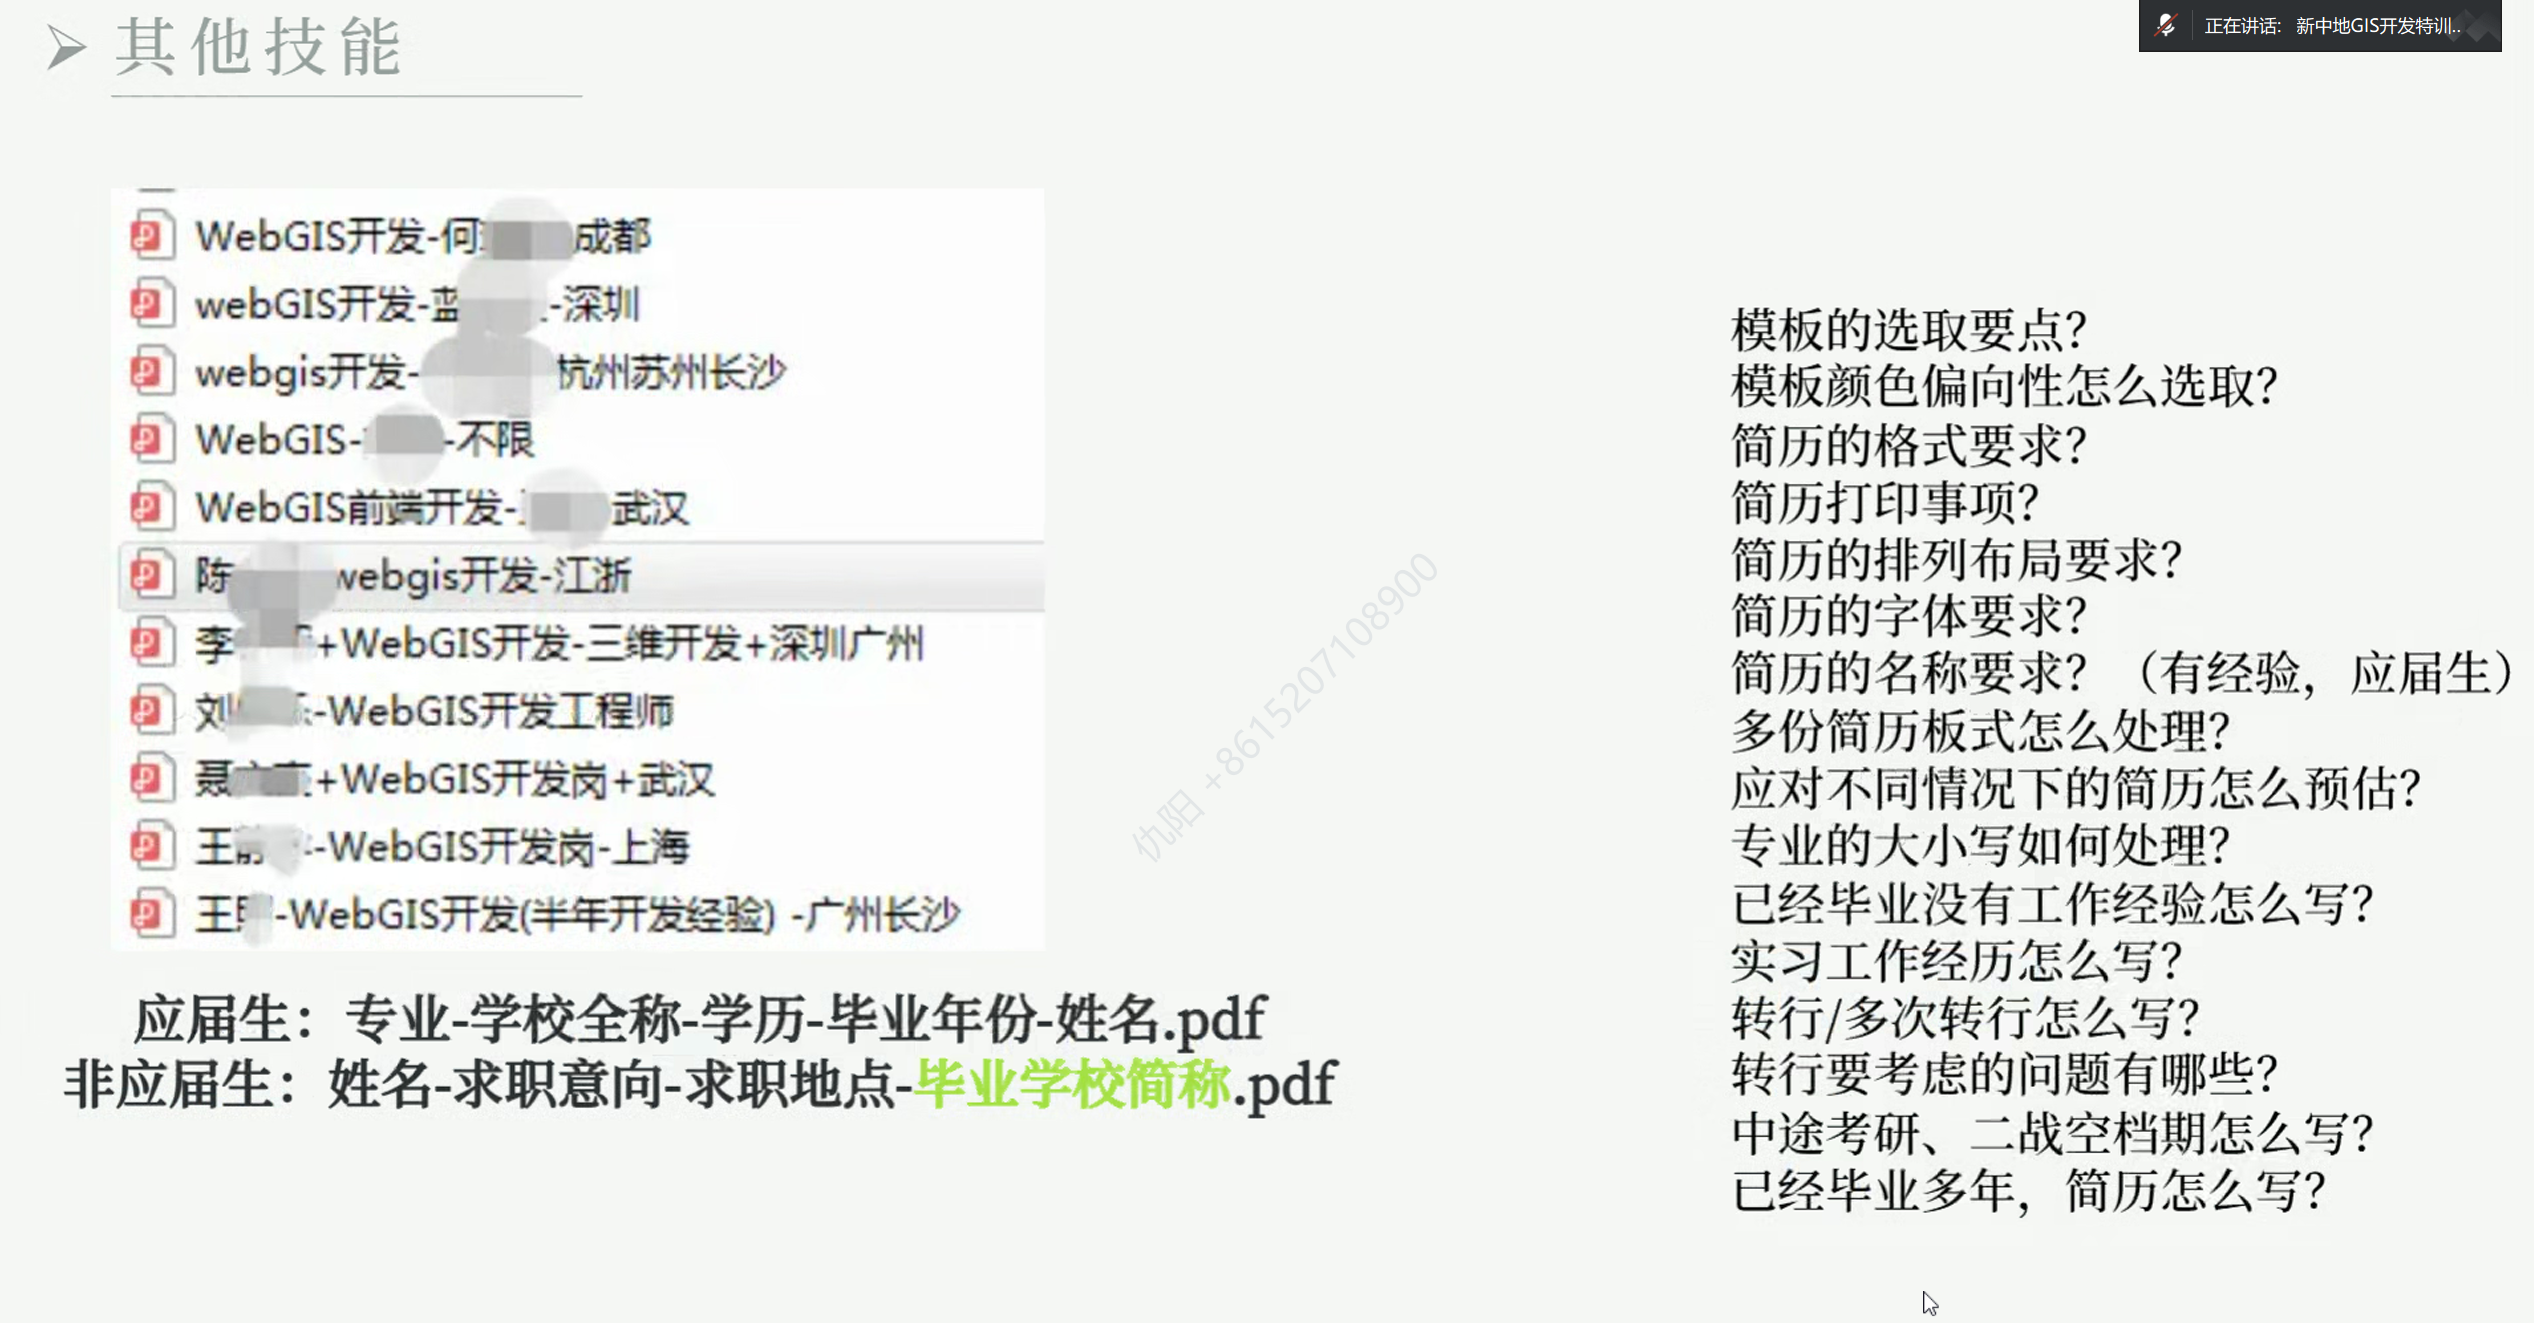 其他技能
正在讲话: 新中地GIS开发特训..
WebGIS开发-何 成都
webGIS开发-蓝 -深圳
webgis开发- 杭州苏州长沙
WebGIS- -不限
WebGIS前端开发- 武汉
陈 webgis开发-江浙
李 +WebGIS开发-三维开发+深圳广州
刘 -WebGIS开发工程师
聂 +WebGIS开发岗+武汉
王 -WebGIS开发岗-上海
王 -WebGIS开发(半年开发经验) -广州长沙
应届生：专业-学校全称-学历-毕业年份-姓名.pdf
非应届生：姓名-求职意向-求职地点-毕业学校简称.pdf
仇阳 +8615207108900
模板的选取要点？
模板颜色偏向性怎么选取？
简历的格式要求？
简历打印事项？
简历的排列布局要求？
简历的字体要求？
简历的名称要求？（有经验，应届生）
多份简历板式怎么处理？
应对不同情况下的简历怎么预估？
专业的大小写如何处理？
已经毕业没有工作经验怎么写？
实习工作经历怎么写？
转行/多次转行怎么写？
转行要考虑的问题有哪些？
中途考研、二战空档期怎么写？
已经毕业多年，简历怎么写？